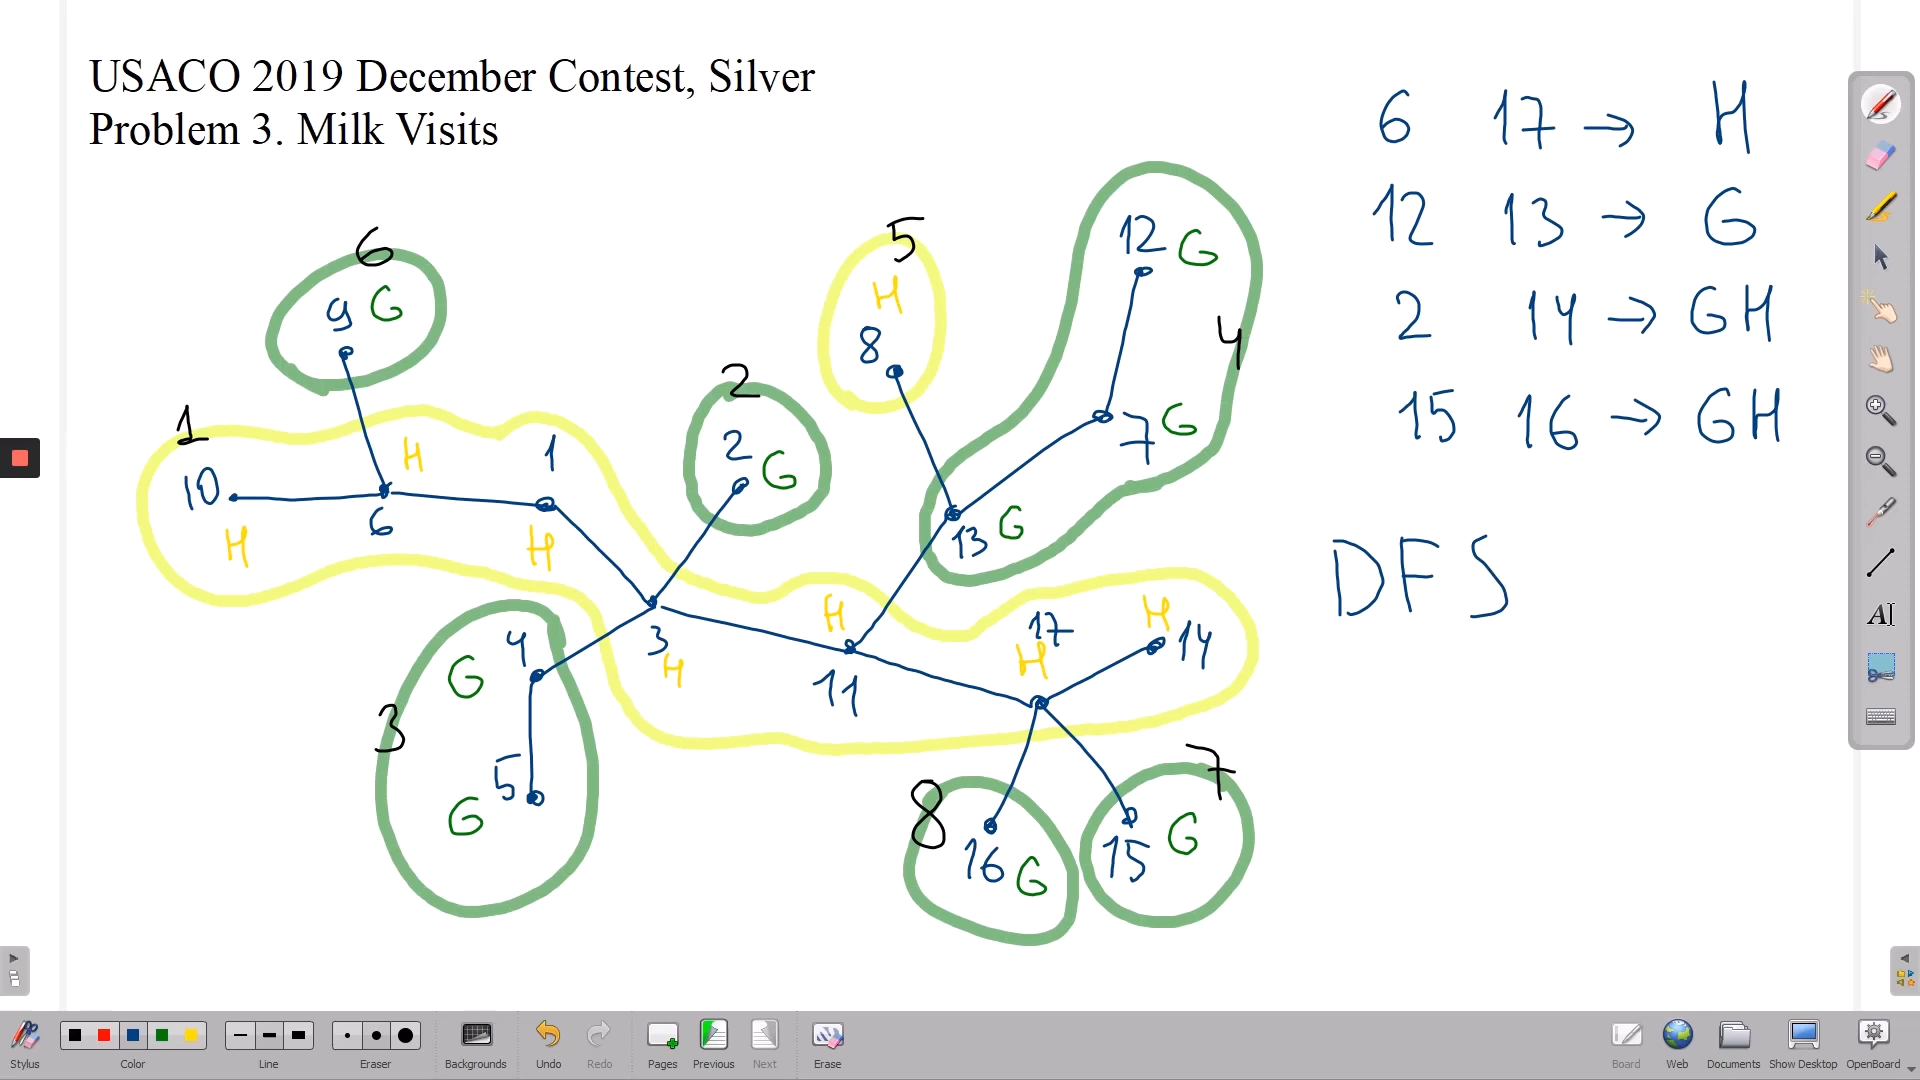 USACO 2019 December Contest, Silver
Problem 3. Milk Visits
6 17 → H
12 13 → G
2 14 → GH
15 16 → GH
DFS
6
9 G
5
H
8
12 G
4
7 G
2
2 G
1
10
H
6
H
1
H
13 G
3
H
H
11
17
H
H
14
4
G
3
5
G
8
16 G
7
15 G
AI
Stylus
Color
Line
Eraser
Backgrounds
Undo
Redo
Pages
Previous
Next
Erase
Board
Web
Documents
Show Desktop
OpenBoard